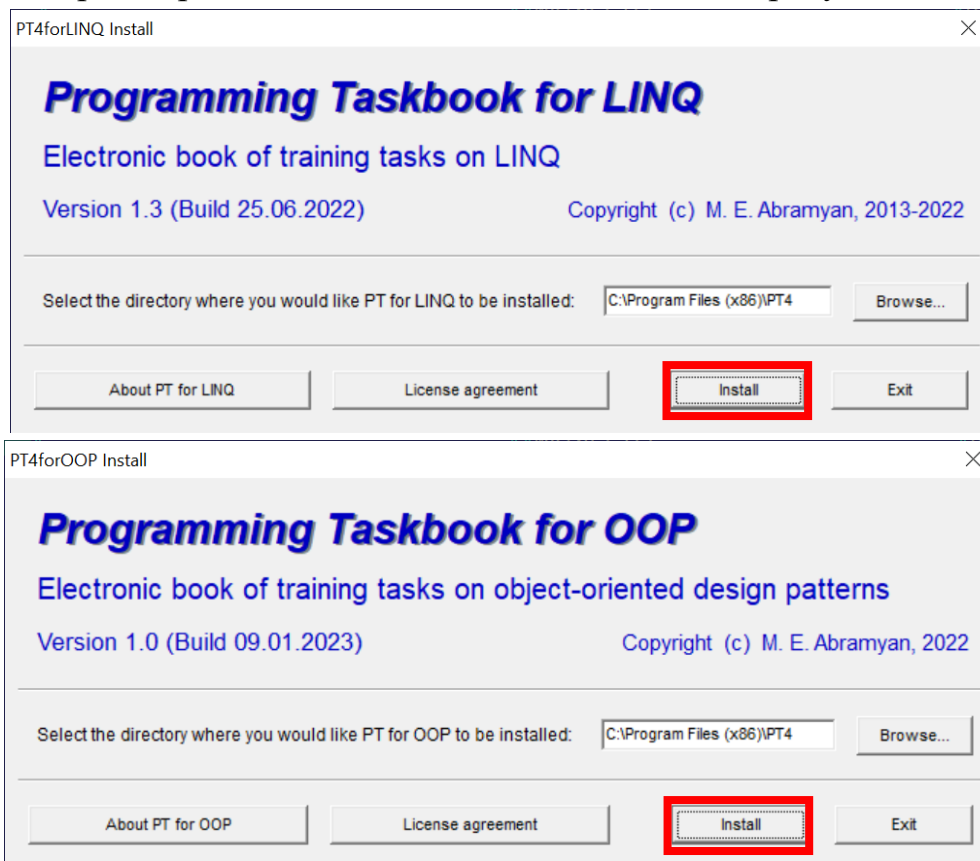 PT4forLINQ Install
Programming Taskbook for LINQ
Electronic book of training tasks on LINQ
Version 1.3 (Build 25.06.2022) Copyright (c) M. E. Abramyan, 2013-2022
Select the directory where you would like PT for LINQ to be installed: C:\Program Files (x86)\PT4 Browse...
About PT for LINQ License agreement Install Exit
PT4forOOP Install
Programming Taskbook for OOP
Electronic book of training tasks on object-oriented design patterns
Version 1.0 (Build 09.01.2023) Copyright (c) M. E. Abramyan, 2022
Select the directory where you would like PT for OOP to be installed: C:\Program Files (x86)\PT4 Browse...
About PT for OOP License agreement Install Exit